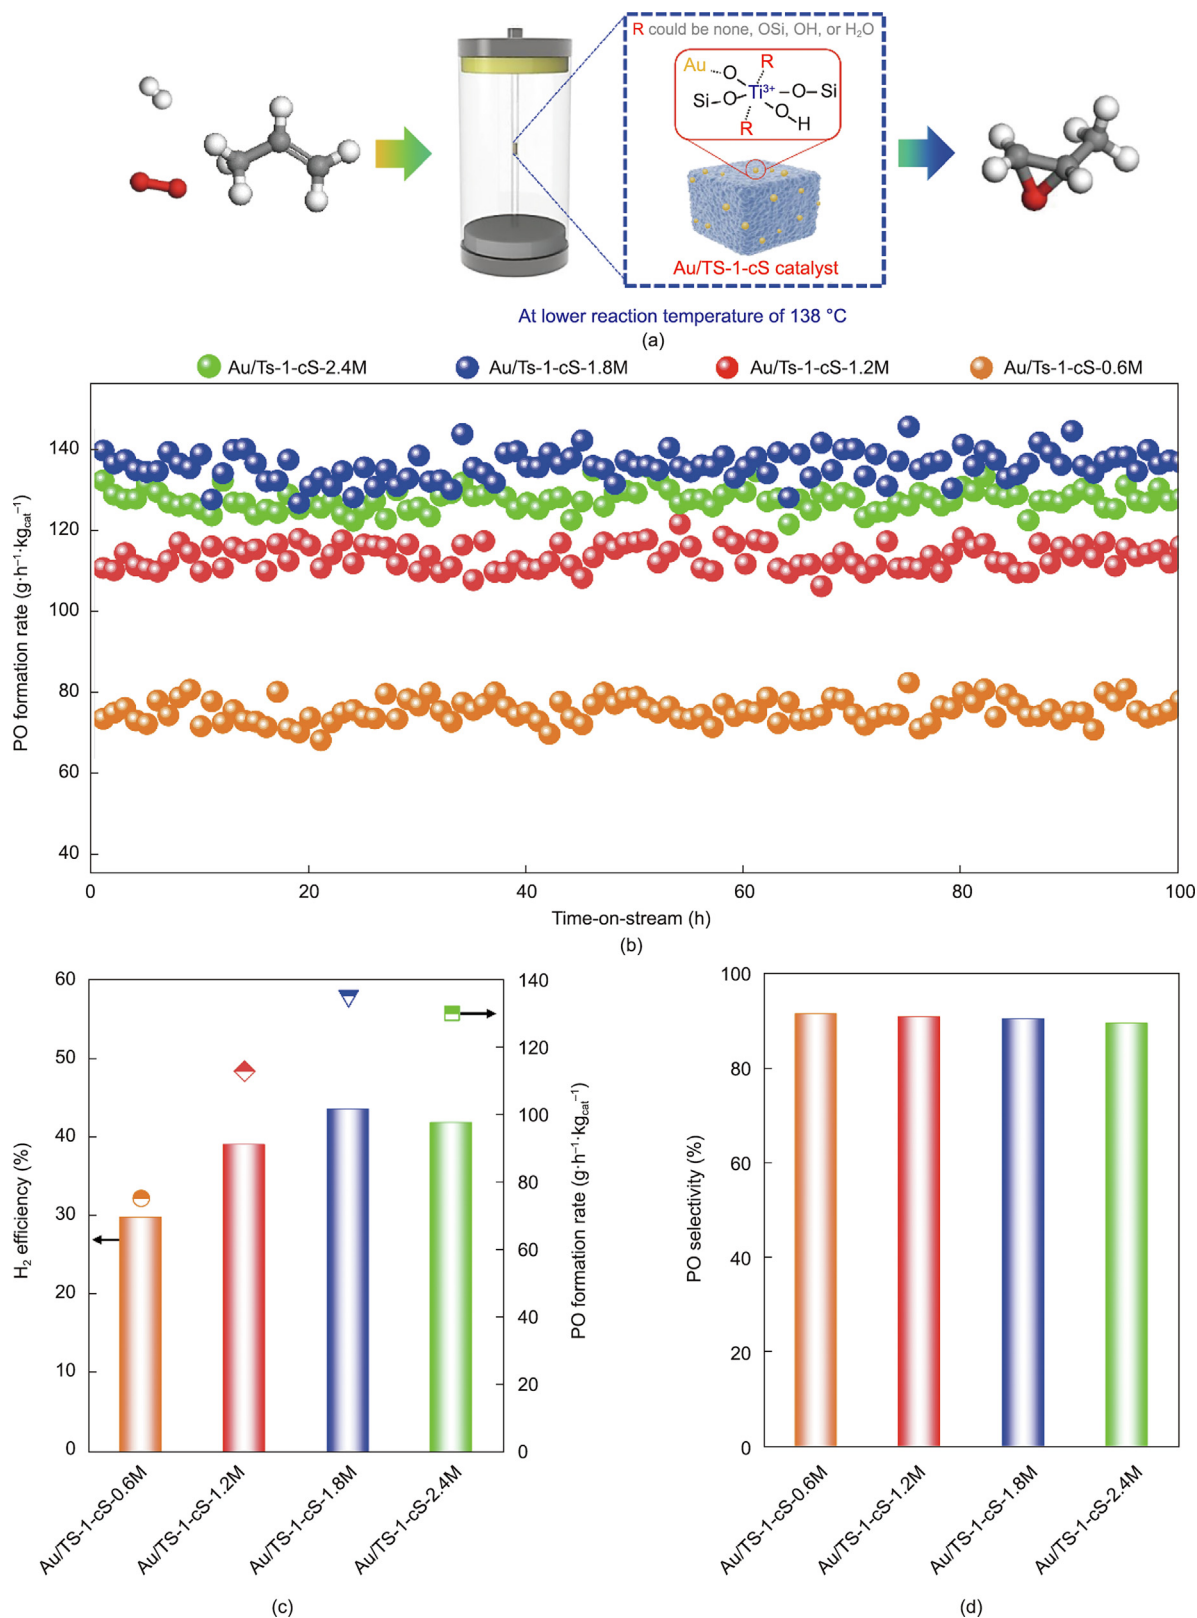 R could be none, OSi, OH, or H₂O
R
Au
O
Ti³⁺
O
Si
Si
O
O
H
R
Au/TS-1-cS catalyst
At lower reaction temperature of 138 °C
(a)
Au/Ts-1-cS-2.4M
Au/Ts-1-cS-1.8M
Au/Ts-1-cS-1.2M
Au/Ts-1-cS-0.6M
PO formation rate (g·h⁻¹·kg_cat⁻¹)
140
120
100
80
60
40
0
20
40
60
80
100
Time-on-stream (h)
(b)
H₂ efficiency (%)
60
50
40
30
20
10
0
140
120
100
80
60
40
20
0
PO formation rate (g·h⁻¹·kg_cat⁻¹)
Au/TS-1-cS-0.6M
Au/TS-1-cS-1.2M
Au/TS-1-cS-1.8M
Au/TS-1-cS-2.4M
(c)
PO selectivity (%)
100
80
60
40
20
0
Au/TS-1-cS-0.6M
Au/TS-1-cS-1.2M
Au/TS-1-cS-1.8M
Au/TS-1-cS-2.4M
(d)